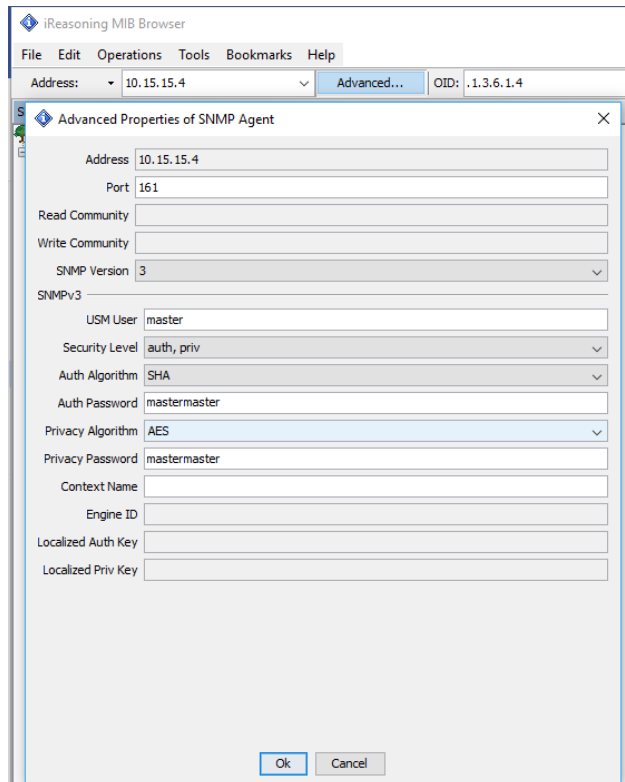 iReasoning MIB Browser
File Edit Operations Tools Bookmarks Help
Address: 10.15.15.4 Advanced... OID: .1.3.6.1.4
S
Advanced Properties of SNMP Agent
Address 10.15.15.4
Port 161
Read Community
Write Community
SNMP Version 3
SNMPv3
USM User master
Security Level auth, priv
Auth Algorithm SHA
Auth Password mastermaster
Privacy Algorithm AES
Privacy Password mastermaster
Context Name
Engine ID
Localized Auth Key
Localized Priv Key
Ok Cancel